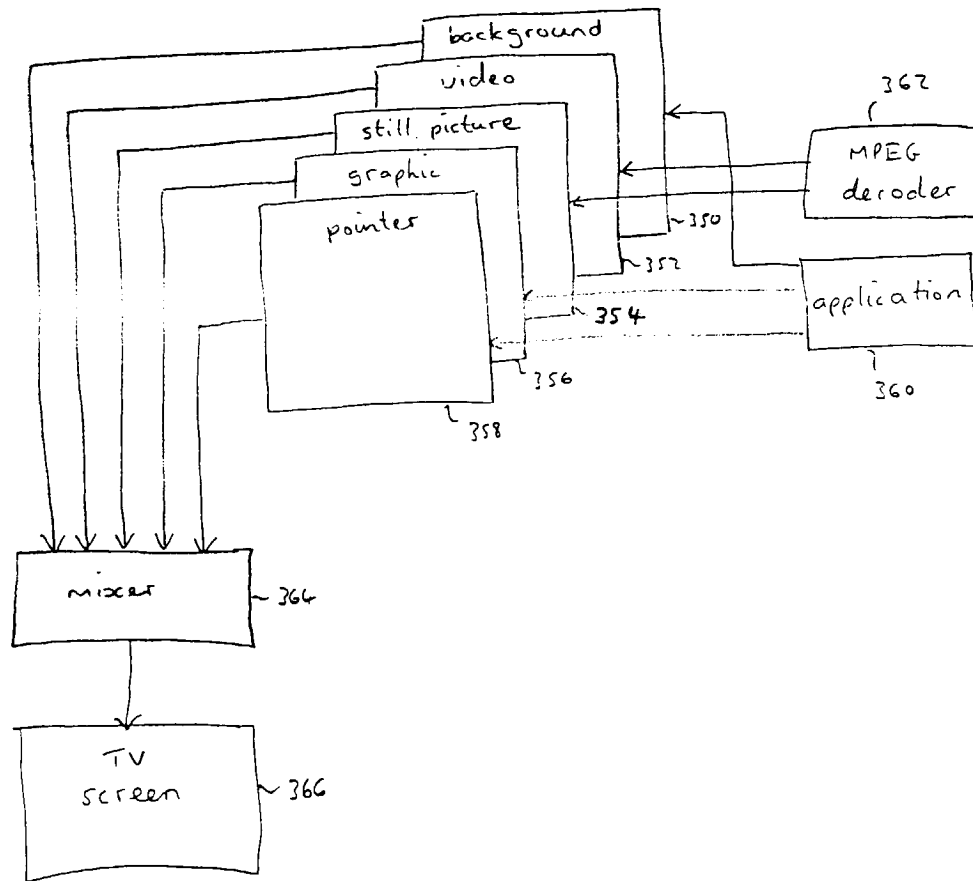 background
video
still picture
graphic
pointer
362
MPEG
decoder
350
352
354
356
358
application
360
mixer
364
TV
screen
366